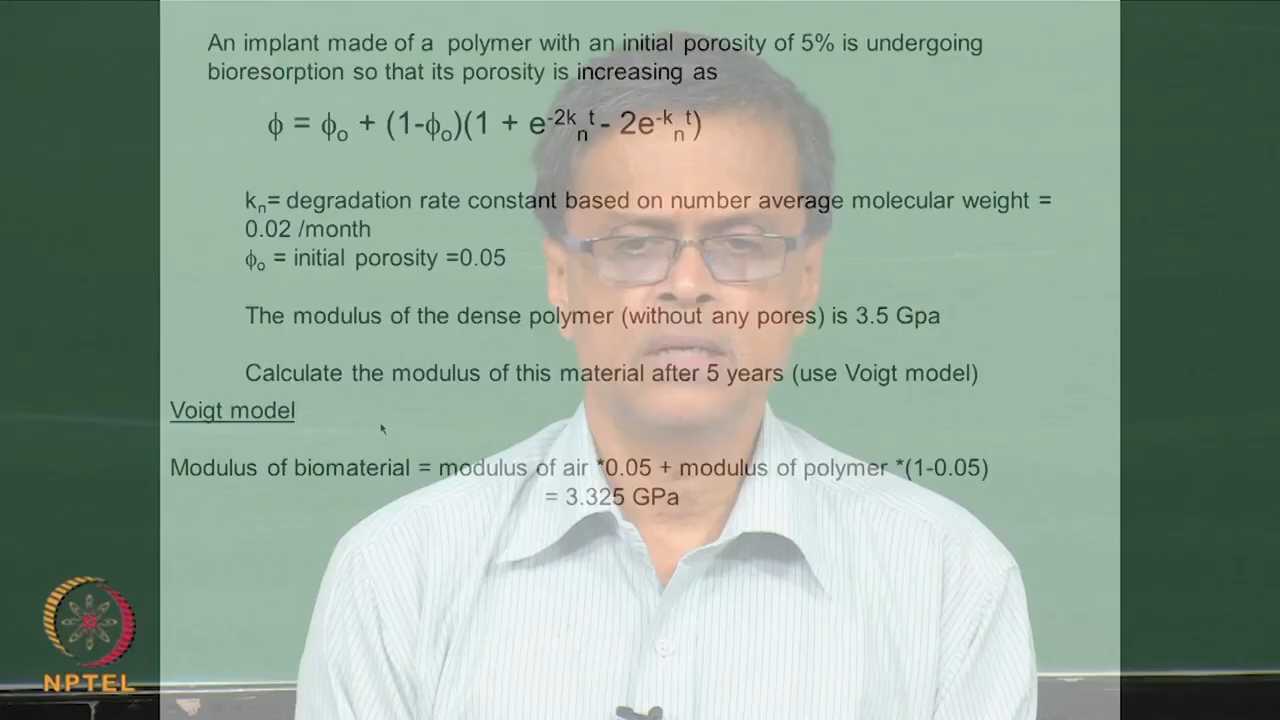 An implant made of a polymer with an initial porosity of 5% is undergoing
bioresorption so that its porosity is increasing as
ϕ = ϕₒ + (1-ϕₒ)(1 + e^-2kₙt - 2e^-kₙt)
kₙ= degradation rate constant based on number average molecular weight =
0.02 /month
ϕₒ = initial porosity =0.05
The modulus of the dense polymer (without any pores) is 3.5 Gpa
Calculate the modulus of this material after 5 years (use Voigt model)
Voigt model
Modulus of biomaterial = modulus of air *0.05 + modulus of polymer *(1-0.05)
= 3.325 GPa
NPTEL